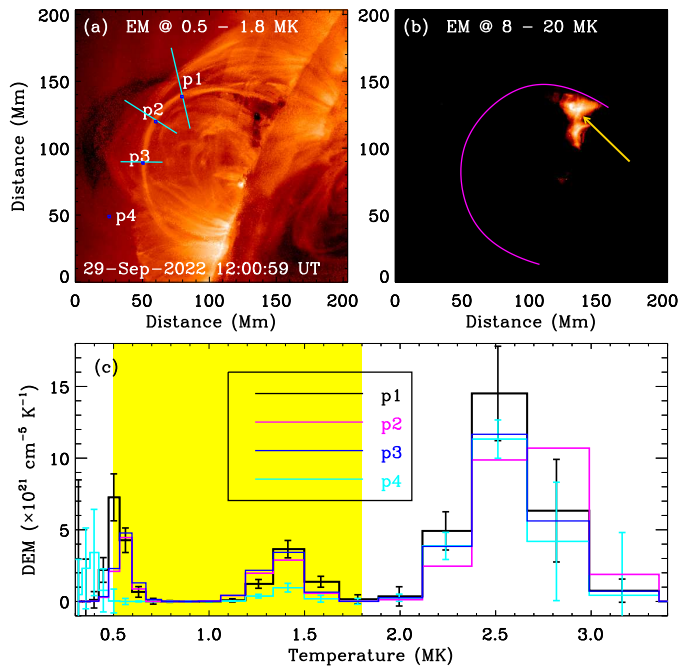 (a) EM @ 0.5 – 1.8 MK
(b) EM @ 8 – 20 MK
200
150
100
50
0
Distance (Mm)
p1
p2
p3
p4
29-Sep-2022 12:00:59 UT
0 50 100 150 200
Distance (Mm)
200
150
100
50
0
Distance (Mm)
0 50 100 150 200
Distance (Mm)
(c)
15
10
5
0
DEM (×10²¹ cm⁻⁵ K⁻¹)
p1
p2
p3
p4
0.5 1.0 1.5 2.0 2.5 3.0
Temperature (MK)